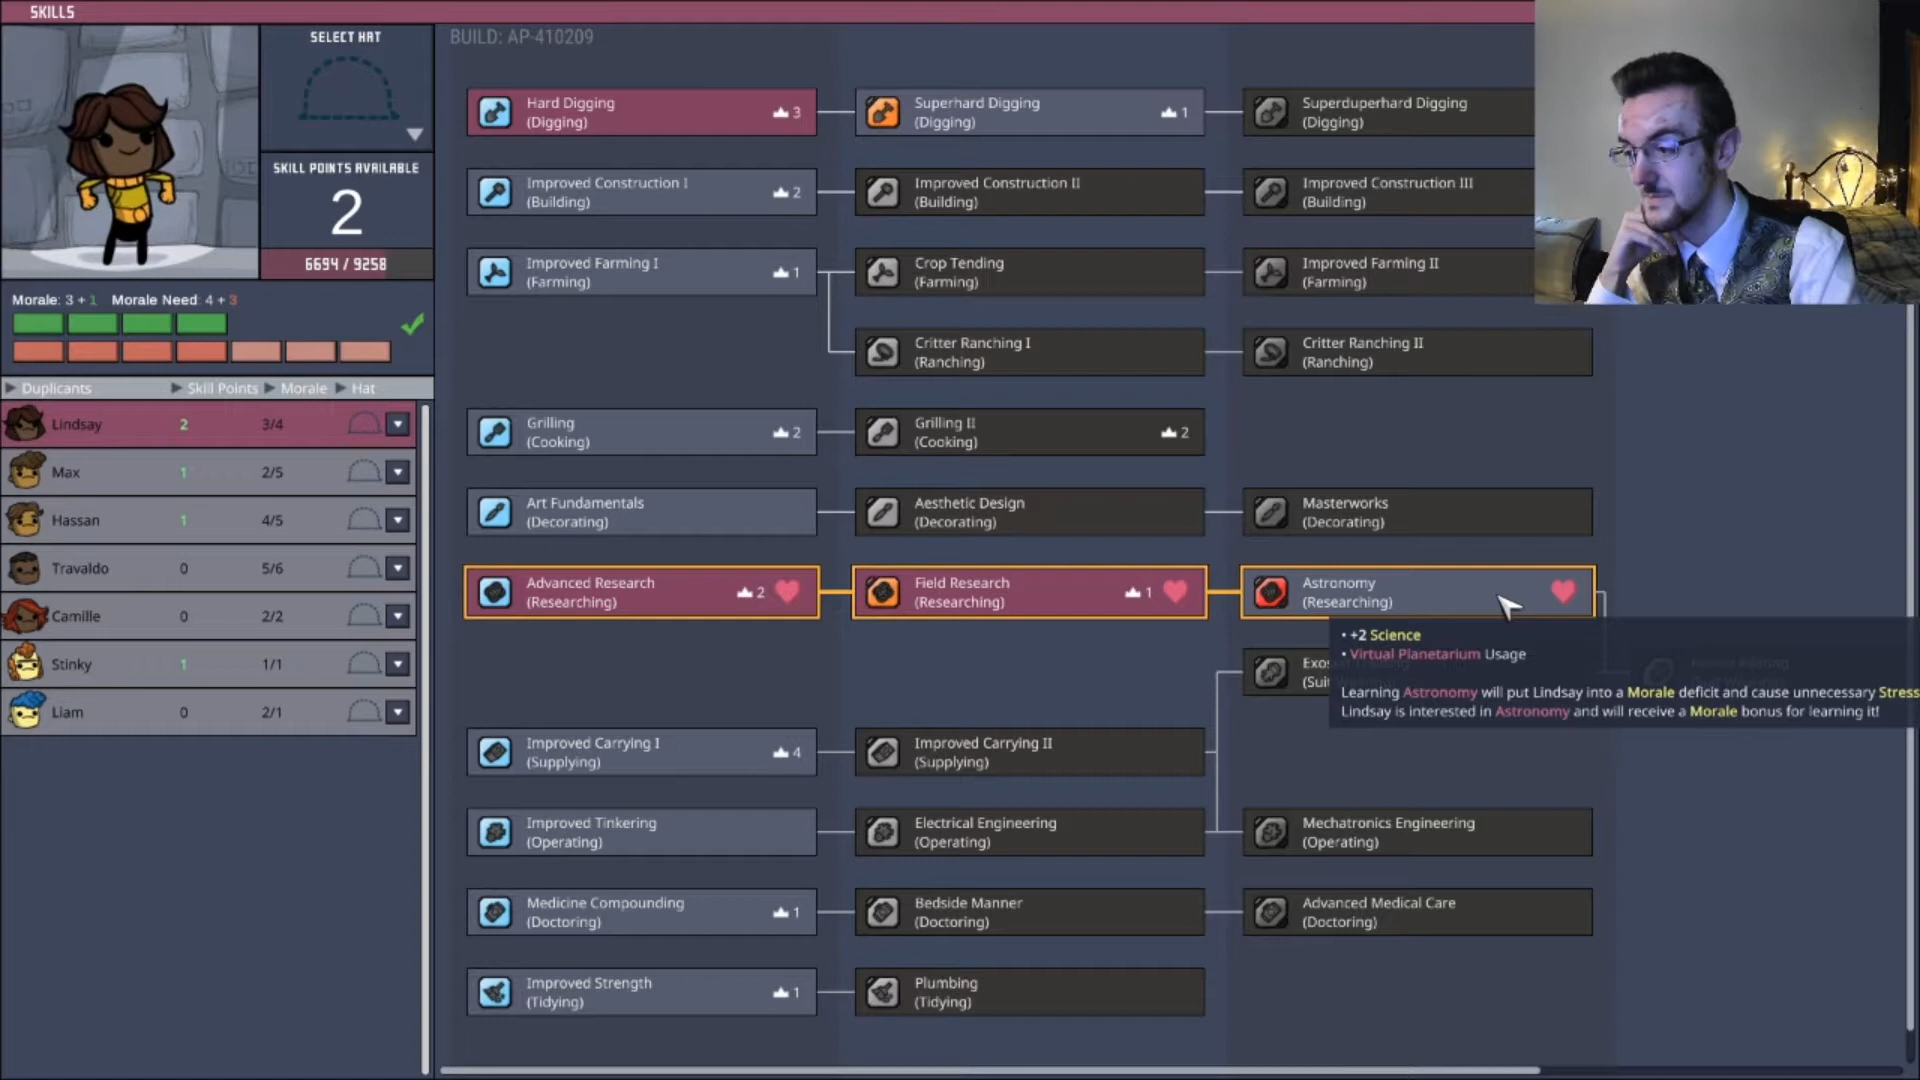 SKILLS
SELECT HAT
SKILL POINTS AVAILABLE
2
6694 / 9258
Morale: 3 + 1 Morale Need: 4 + 3
Duplicants Skill Points Morale Hat
Lindsay 2 3/4
Max 1 2/5
Hassan 1 4/5
Travaldo 0 5/6
Camille 0 2/2
Stinky 1 1/1
Liam 0 2/1
BUILD: AP-410209
Hard Digging
(Digging)
3
Superhard Digging
(Digging)
1
Superduperhard Digging
(Digging)
Improved Construction I
(Building)
2
Improved Construction II
(Building)
Improved Construction III
(Building)
Improved Farming I
(Farming)
1
Crop Tending
(Farming)
Improved Farming II
(Farming)
Critter Ranching I
(Ranching)
Critter Ranching II
(Ranching)
Grilling
(Cooking)
2
Grilling II
(Cooking)
2
Art Fundamentals
(Decorating)
Aesthetic Design
(Decorating)
Masterworks
(Decorating)
Advanced Research
(Researching)
2
Field Research
(Researching)
1
Astronomy
(Researching)
• +2 Science
• Virtual Planetarium Usage
Learning Astronomy will put Lindsay into a Morale deficit and cause unnecessary Stress
Lindsay is interested in Astronomy and will receive a Morale bonus for learning it!
Improved Carrying I
(Supplying)
4
Improved Carrying II
(Supplying)
Improved Tinkering
(Operating)
Electrical Engineering
(Operating)
Mechatronics Engineering
(Operating)
Medicine Compounding
(Doctoring)
1
Bedside Manner
(Doctoring)
Advanced Medical Care
(Doctoring)
Improved Strength
(Tidying)
1
Plumbing
(Tidying)